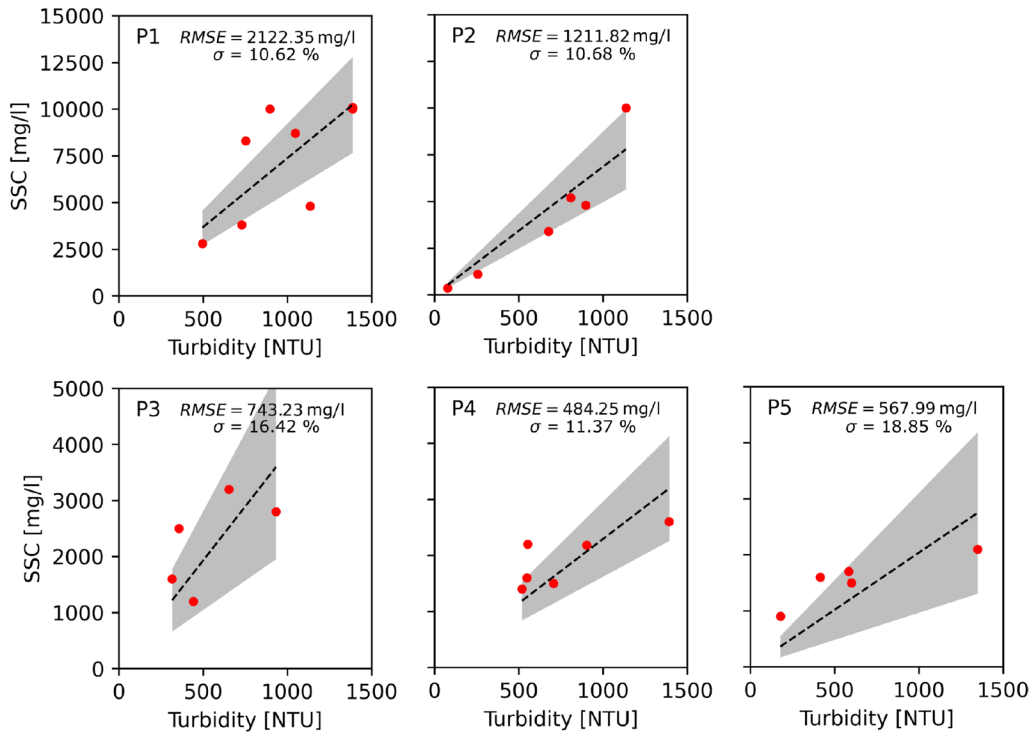 15000
12500
10000
7500
5000
2500
0
SSC [mg/l]
P1 RMSE = 2122.35 mg/l
σ = 10.62 %
0 500 1000 1500
Turbidity [NTU]
P2 RMSE = 1211.82 mg/l
σ = 10.68 %
0 500 1000 1500
Turbidity [NTU]
5000
4000
3000
2000
1000
0
SSC [mg/l]
P3 RMSE = 743.23 mg/l
σ = 16.42 %
0 500 1000 1500
Turbidity [NTU]
P4 RMSE = 484.25 mg/l
σ = 11.37 %
0 500 1000 1500
Turbidity [NTU]
P5 RMSE = 567.99 mg/l
σ = 18.85 %
0 500 1000 1500
Turbidity [NTU]